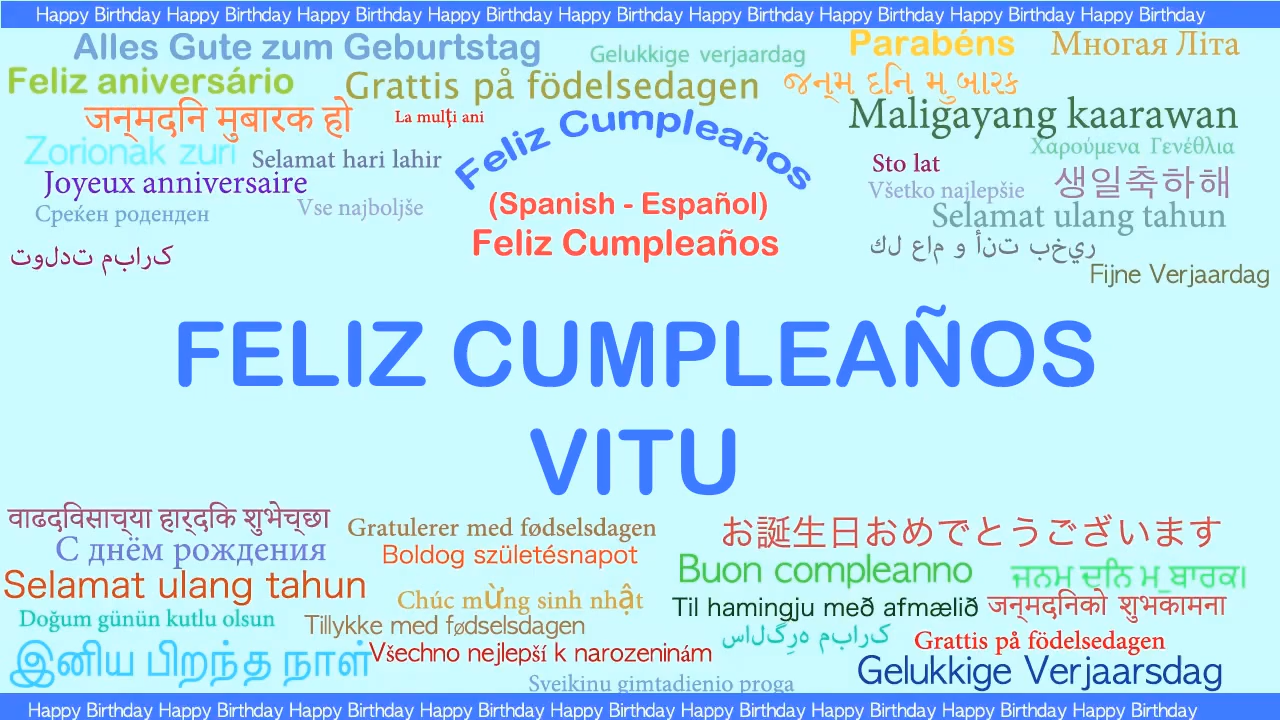 Happy Birthday Happy Birthday Happy Birthday Happy Birthday Happy Birthday Happy Birthday Happy Birthday Happy Birthday Happy Birthday
Alles Gute zum Geburtstag
Gelukkige verjaardag
Parabéns
Многая Літа
Feliz aniversário
Grattis på födelsedagen
જન્મ દિન મુબારક
जन्मदिन मुबारक हो
La mulţi ani
Feliz Cumpleaños
Maligayang kaarawan
Zorionak zuri
Selamat hari lahir
Sto lat
Χαρούμενα Γενέθλια
Joyeux anniversaire
(Spanish - Español)
Všetko najlepšie
생일축하해
Среќен роденден
Vse najboljše
Feliz Cumpleaños
Selamat ulang tahun
تولدت مبارک
كل عام و أنت بخير
Fijne Verjaardag
FELIZ CUMPLEAÑOS
VITU
वाढदिवसाच्या हार्दिक शुभेच्छा
Gratulerer med fødselsdagen
お誕生日おめでとうございます
С днём рождения
Boldog születésnapot
Buon compleanno
ਜਨਮ ਦਿਨ ਮੁਬਾਰਕ।
Selamat ulang tahun
Chúc mừng sinh nhật
Til hamingju með afmælið
जन्मदिनको शुभकामना
Doğum günün kutlu olsun
Tillykke med fødselsdagen
سالگرہ مبارک
Grattis på födelsedagen
இனிய பிறந்த நாள்
Všechno nejlepší k narozeninám
Gelukkige Verjaarsdag
Sveikinu gimtadienio proga
Happy Birthday Happy Birthday Happy Birthday Happy Birthday Happy Birthday Happy Birthday Happy Birthday Happy Birthday Happy Birthday